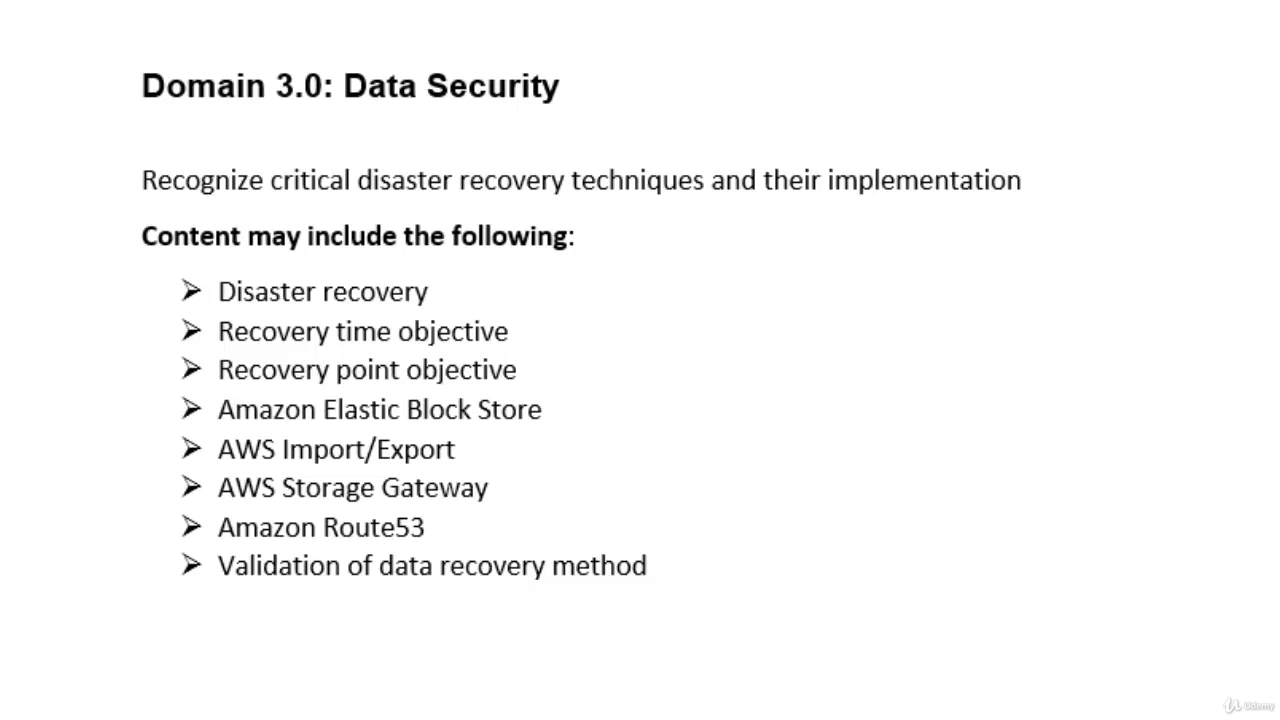 Domain 3.0: Data Security
Recognize critical disaster recovery techniques and their implementation
Content may include the following:
➢ Disaster recovery
➢ Recovery time objective
➢ Recovery point objective
➢ Amazon Elastic Block Store
➢ AWS Import/Export
➢ AWS Storage Gateway
➢ Amazon Route53
➢ Validation of data recovery method
Udemy